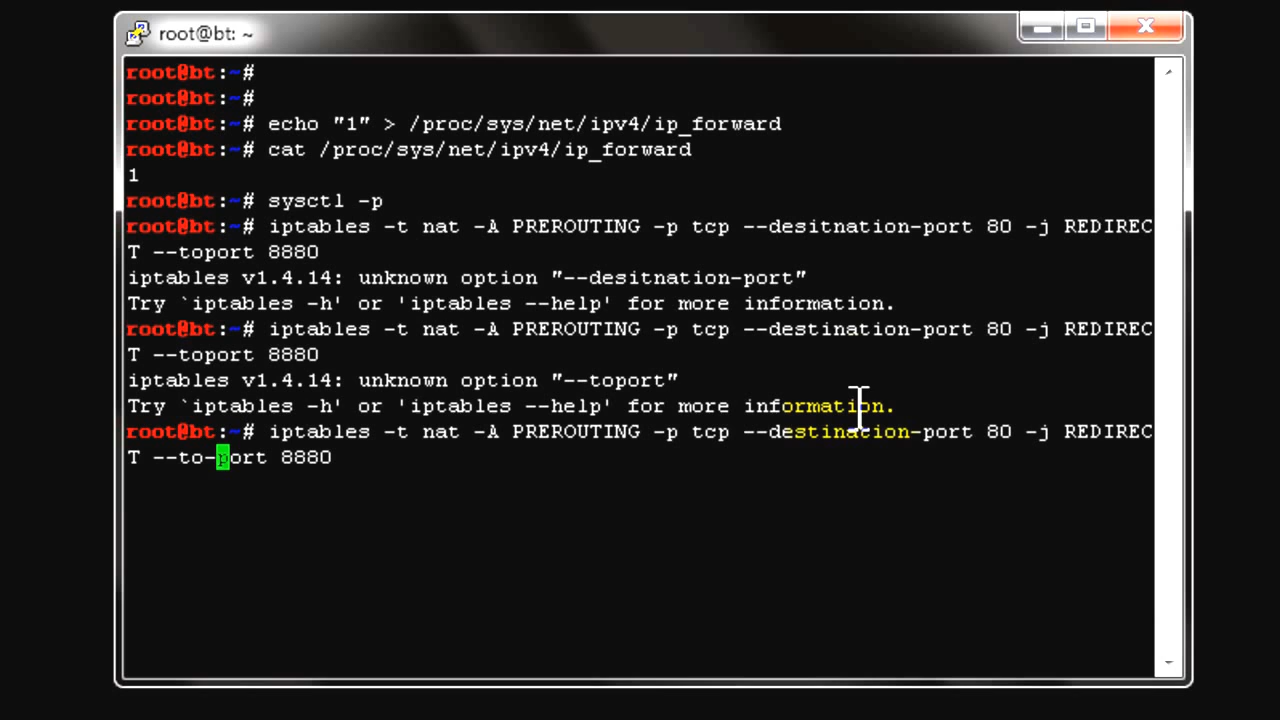 root@bt: ~
root@bt:~#
root@bt:~#
root@bt:~# echo "1" > /proc/sys/net/ipv4/ip_forward
root@bt:~# cat /proc/sys/net/ipv4/ip_forward
1
root@bt:~# sysctl -p
root@bt:~# iptables -t nat -A PREROUTING -p tcp --desitnation-port 80 -j REDIREC
T --toport 8880
iptables v1.4.14: unknown option "--desitnation-port"
Try `iptables -h' or 'iptables --help' for more information.
root@bt:~# iptables -t nat -A PREROUTING -p tcp --destination-port 80 -j REDIREC
T --toport 8880
iptables v1.4.14: unknown option "--toport"
Try `iptables -h' or 'iptables --help' for more information.
root@bt:~# iptables -t nat -A PREROUTING -p tcp --destination-port 80 -j REDIREC
T --to-port 8880